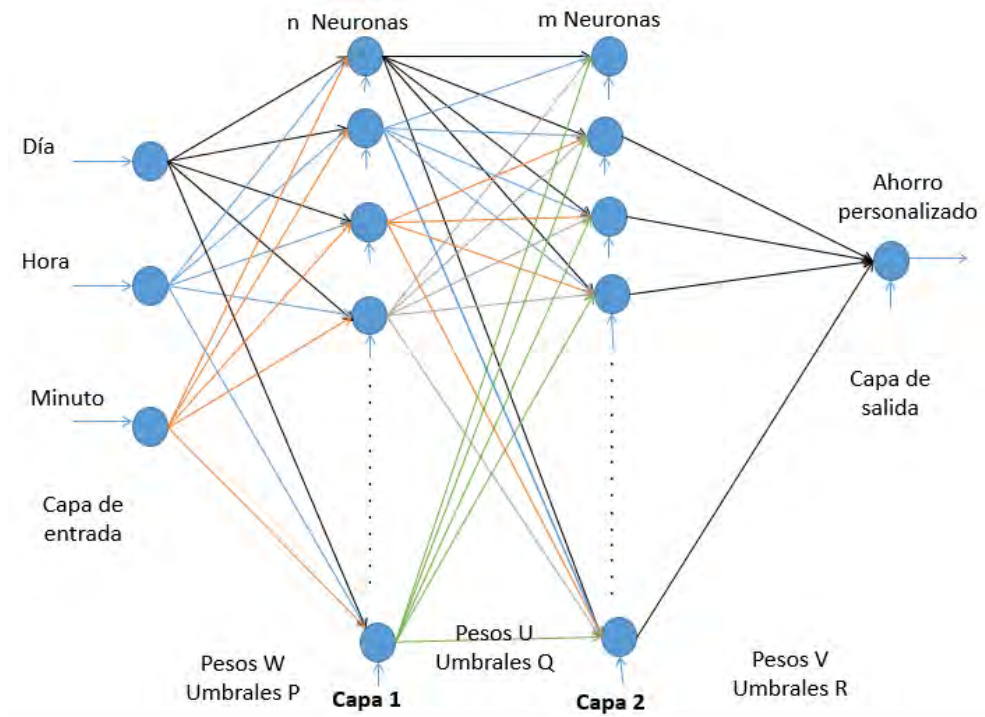 n Neuronas
m Neuronas
Día
Hora
Minuto
Capa de
entrada
Ahorro
personalizado
Capa de
salida
Pesos W
Umbrales P
Capa 1
Pesos U
Umbrales Q
Capa 2
Pesos V
Umbrales R